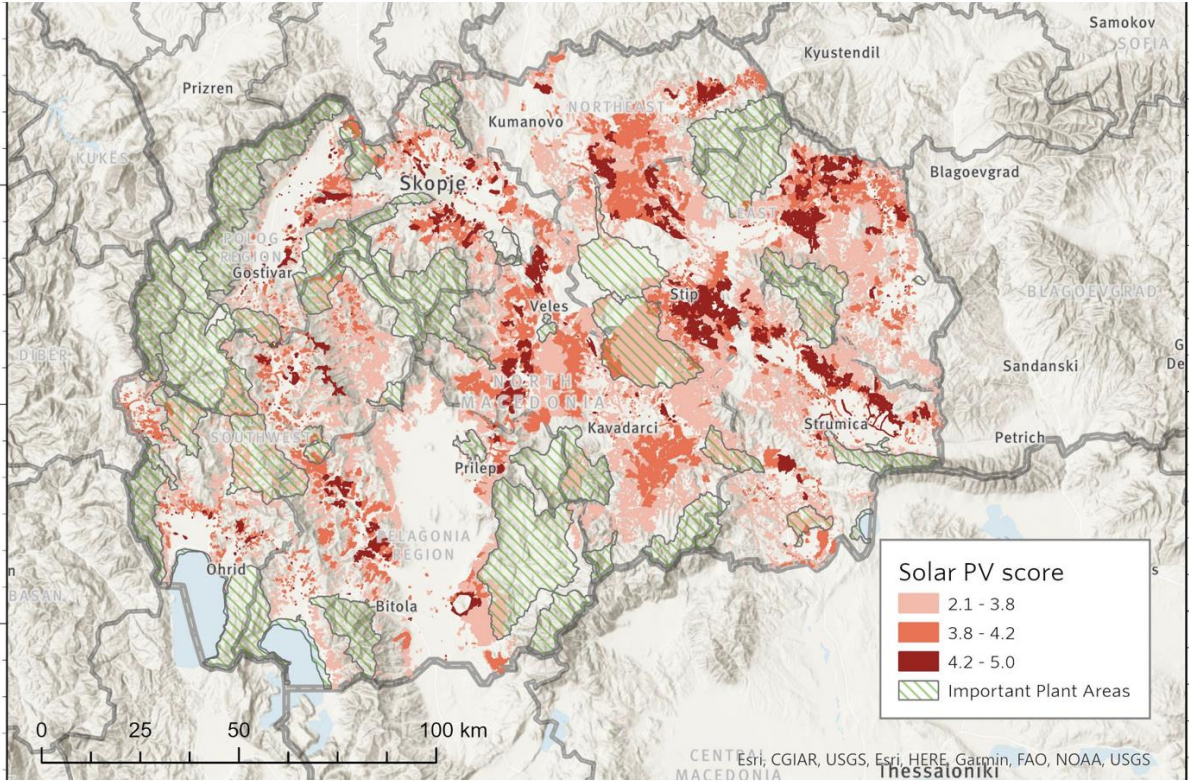 Samokov
SOFIA
Kyustendil
Prizren
NORTHEAST
Kumanovo
KUKËS
Blagoevgrad
Skopje
EAST
POLOG
REGION
Gostivar
BLAGOEVGRAD
Stip
Veles
DIBER
G
Sandanski
De
NORTH
MACEDONIA
Kavadarci
Strumica
SOUTHWEST
Petrich
Prilep
PELAGONIA
REGION
Ohrid
n
s
BASAN
Bitola
Solar PV score
2.1 - 3.8
3.8 - 4.2
4.2 - 5.0
Important Plant Areas
0 25 50 100 km
CENTRAL
MACEDONIA
Esri, CGIAR, USGS, Esri, HERE, Garmin, FAO, NOAA, USGS
Thessaloniki